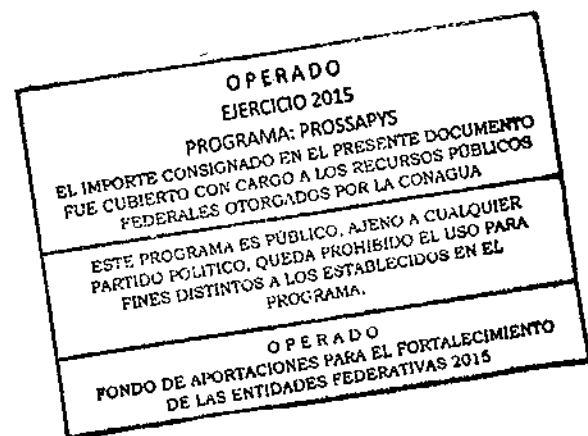 OPERADO
EJERCICIO 2015
PROGRAMA: PROSSAPYS
EL IMPORTE CONSIGNADO EN EL PRESENTE DOCUMENTO
FUE CUBIERTO CON CARGO A LOS RECURSOS PÚBLICOS
FEDERALES OTORGADOS POR LA CONAGUA
ESTE PROGRAMA ES PÚBLICO, AJENO A CUALQUIER
PARTIDO POLITICO, QUEDA PROHIBIDO EL USO PARA
FINES DISTINTOS A LOS ESTABLECIDOS EN EL
PROGRAMA.
OPERADO
FONDO DE APORTACIONES PARA EL FORTALECIMIENTO
DE LAS ENTIDADES FEDERATIVAS 2015